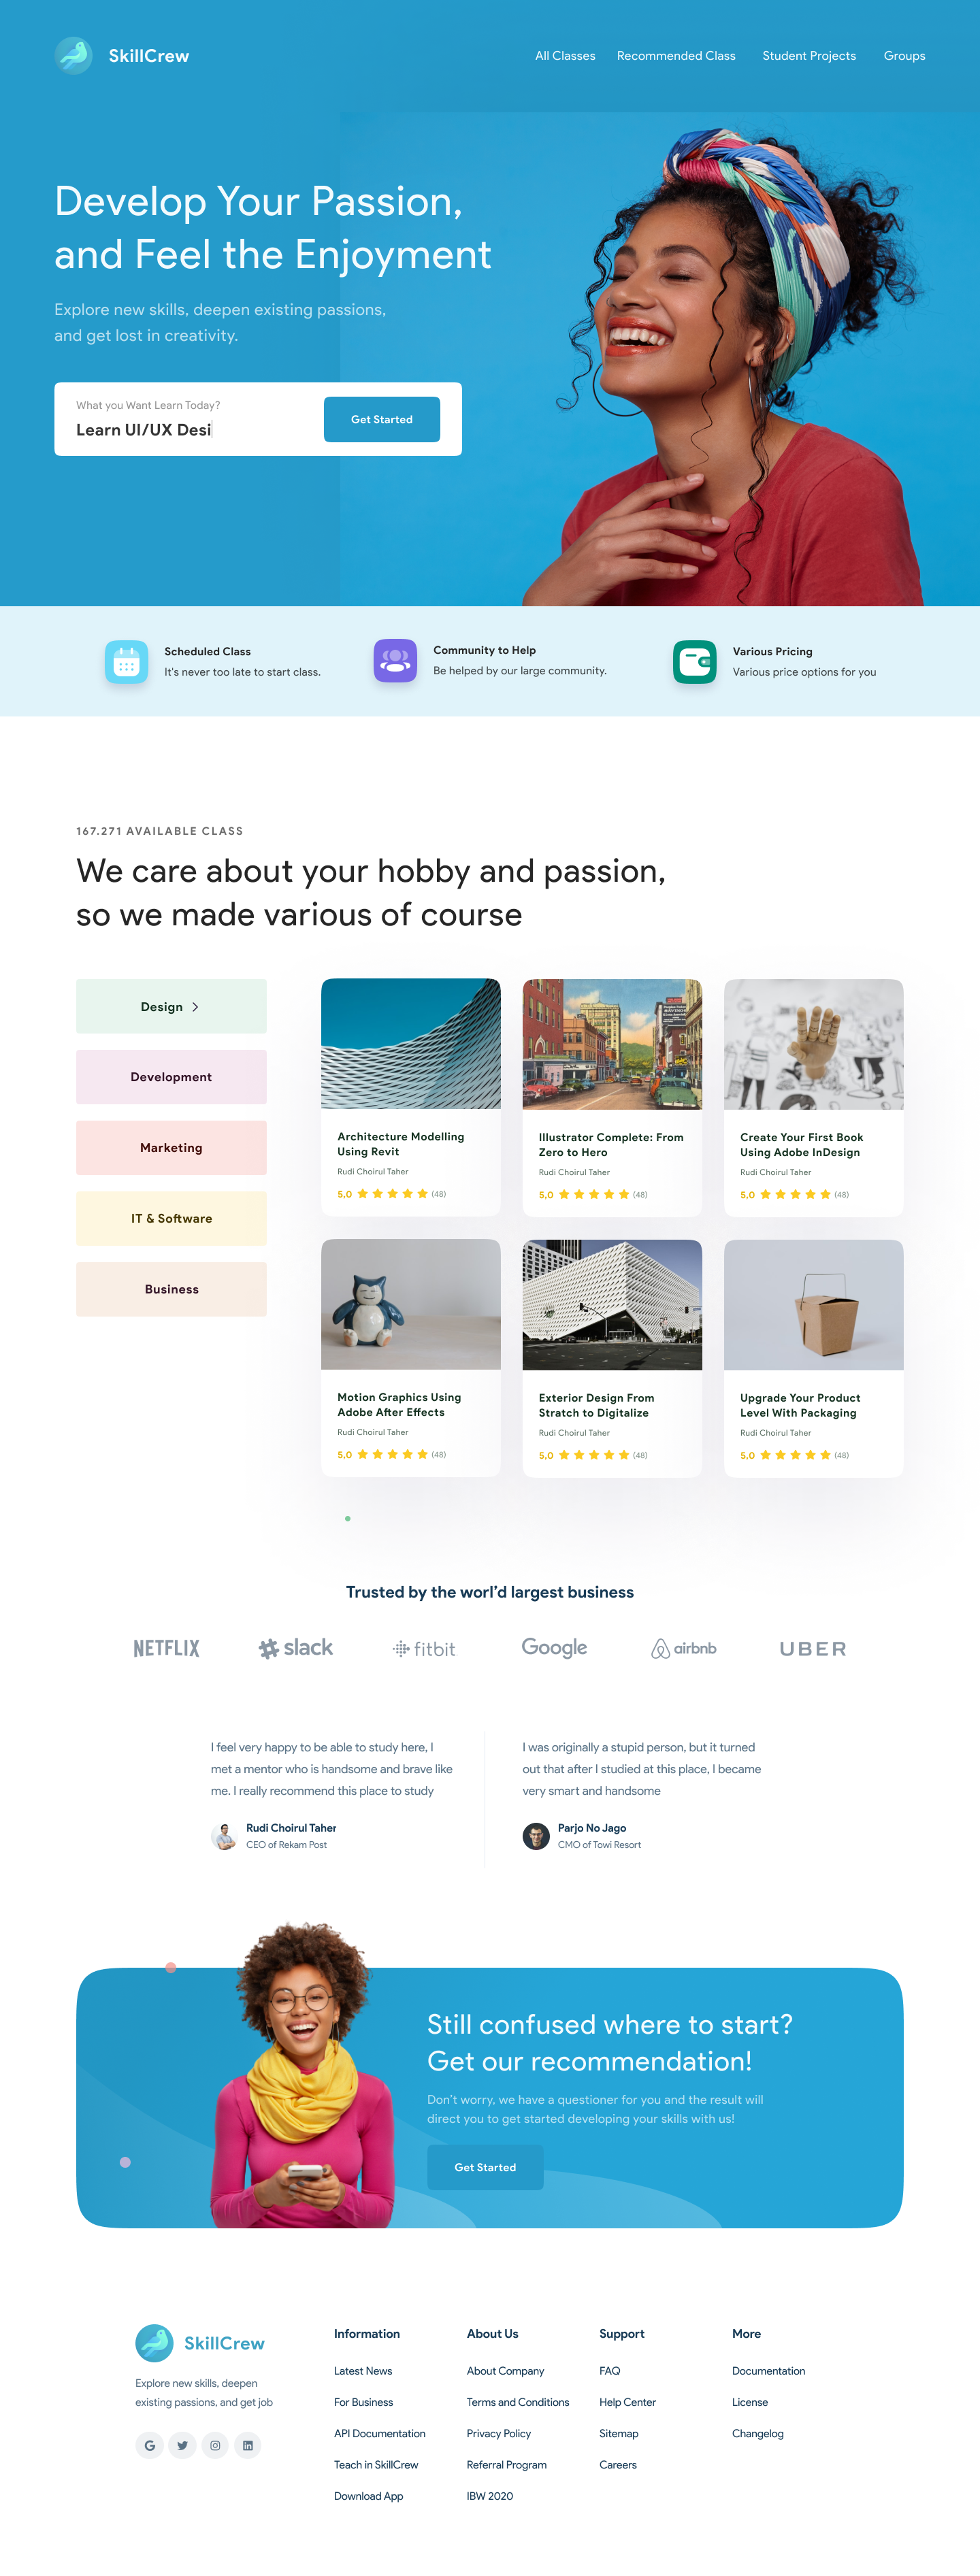 SkillCrew
All Classes
Recommended Class
Student Projects
Groups
Develop Your Passion,
and Feel the Enjoyment
Explore new skills, deepen existing passions,
and get lost in creativity.
What you Want Learn Today?
Learn UI/UX Desi
Get Started
Scheduled Class
It's never too late to start class.
Community to Help
Be helped by our large community.
Various Pricing
Various price options for you
167.271 AVAILABLE CLASS
We care about your hobby and passion,
so we made various of course
Design
Development
Marketing
IT & Software
Business
Architecture Modelling
Using Revit
Rudi Choirul Taher
5,0
(48)
Illustrator Complete: From
Zero to Hero
Rudi Choirul Taher
5,0
(48)
Create Your First Book
Using Adobe InDesign
Rudi Choirul Taher
5,0
(48)
Motion Graphics Using
Adobe After Effects
Rudi Choirul Taher
5,0
(48)
Exterior Design From
Stratch to Digitalize
Rudi Choirul Taher
5,0
(48)
Upgrade Your Product
Level With Packaging
Rudi Choirul Taher
5,0
(48)
Trusted by the worl'd largest business
NETFLIX
slack
fitbit
Google
airbnb
UBER
I feel very happy to be able to study here, I
met a mentor who is handsome and brave like
me. I really recommend this place to study
Rudi Choirul Taher
CEO of Rekam Post
I was originally a stupid person, but it turned
out that after I studied at this place, I became
very smart and handsome
Parjo No Jago
CMO of Towi Resort
Still confused where to start?
Get our recommendation!
Don't worry, we have a questioner for you and the result will
direct you to get started developing your skills with us!
Get Started
SkillCrew
Explore new skills, deepen
existing passions, and get job
Information
Latest News
For Business
API Documentation
Teach in SkillCrew
Download App
About Us
About Company
Terms and Conditions
Privacy Policy
Referral Program
IBW 2020
Support
FAQ
Help Center
Sitemap
Careers
More
Documentation
License
Changelog